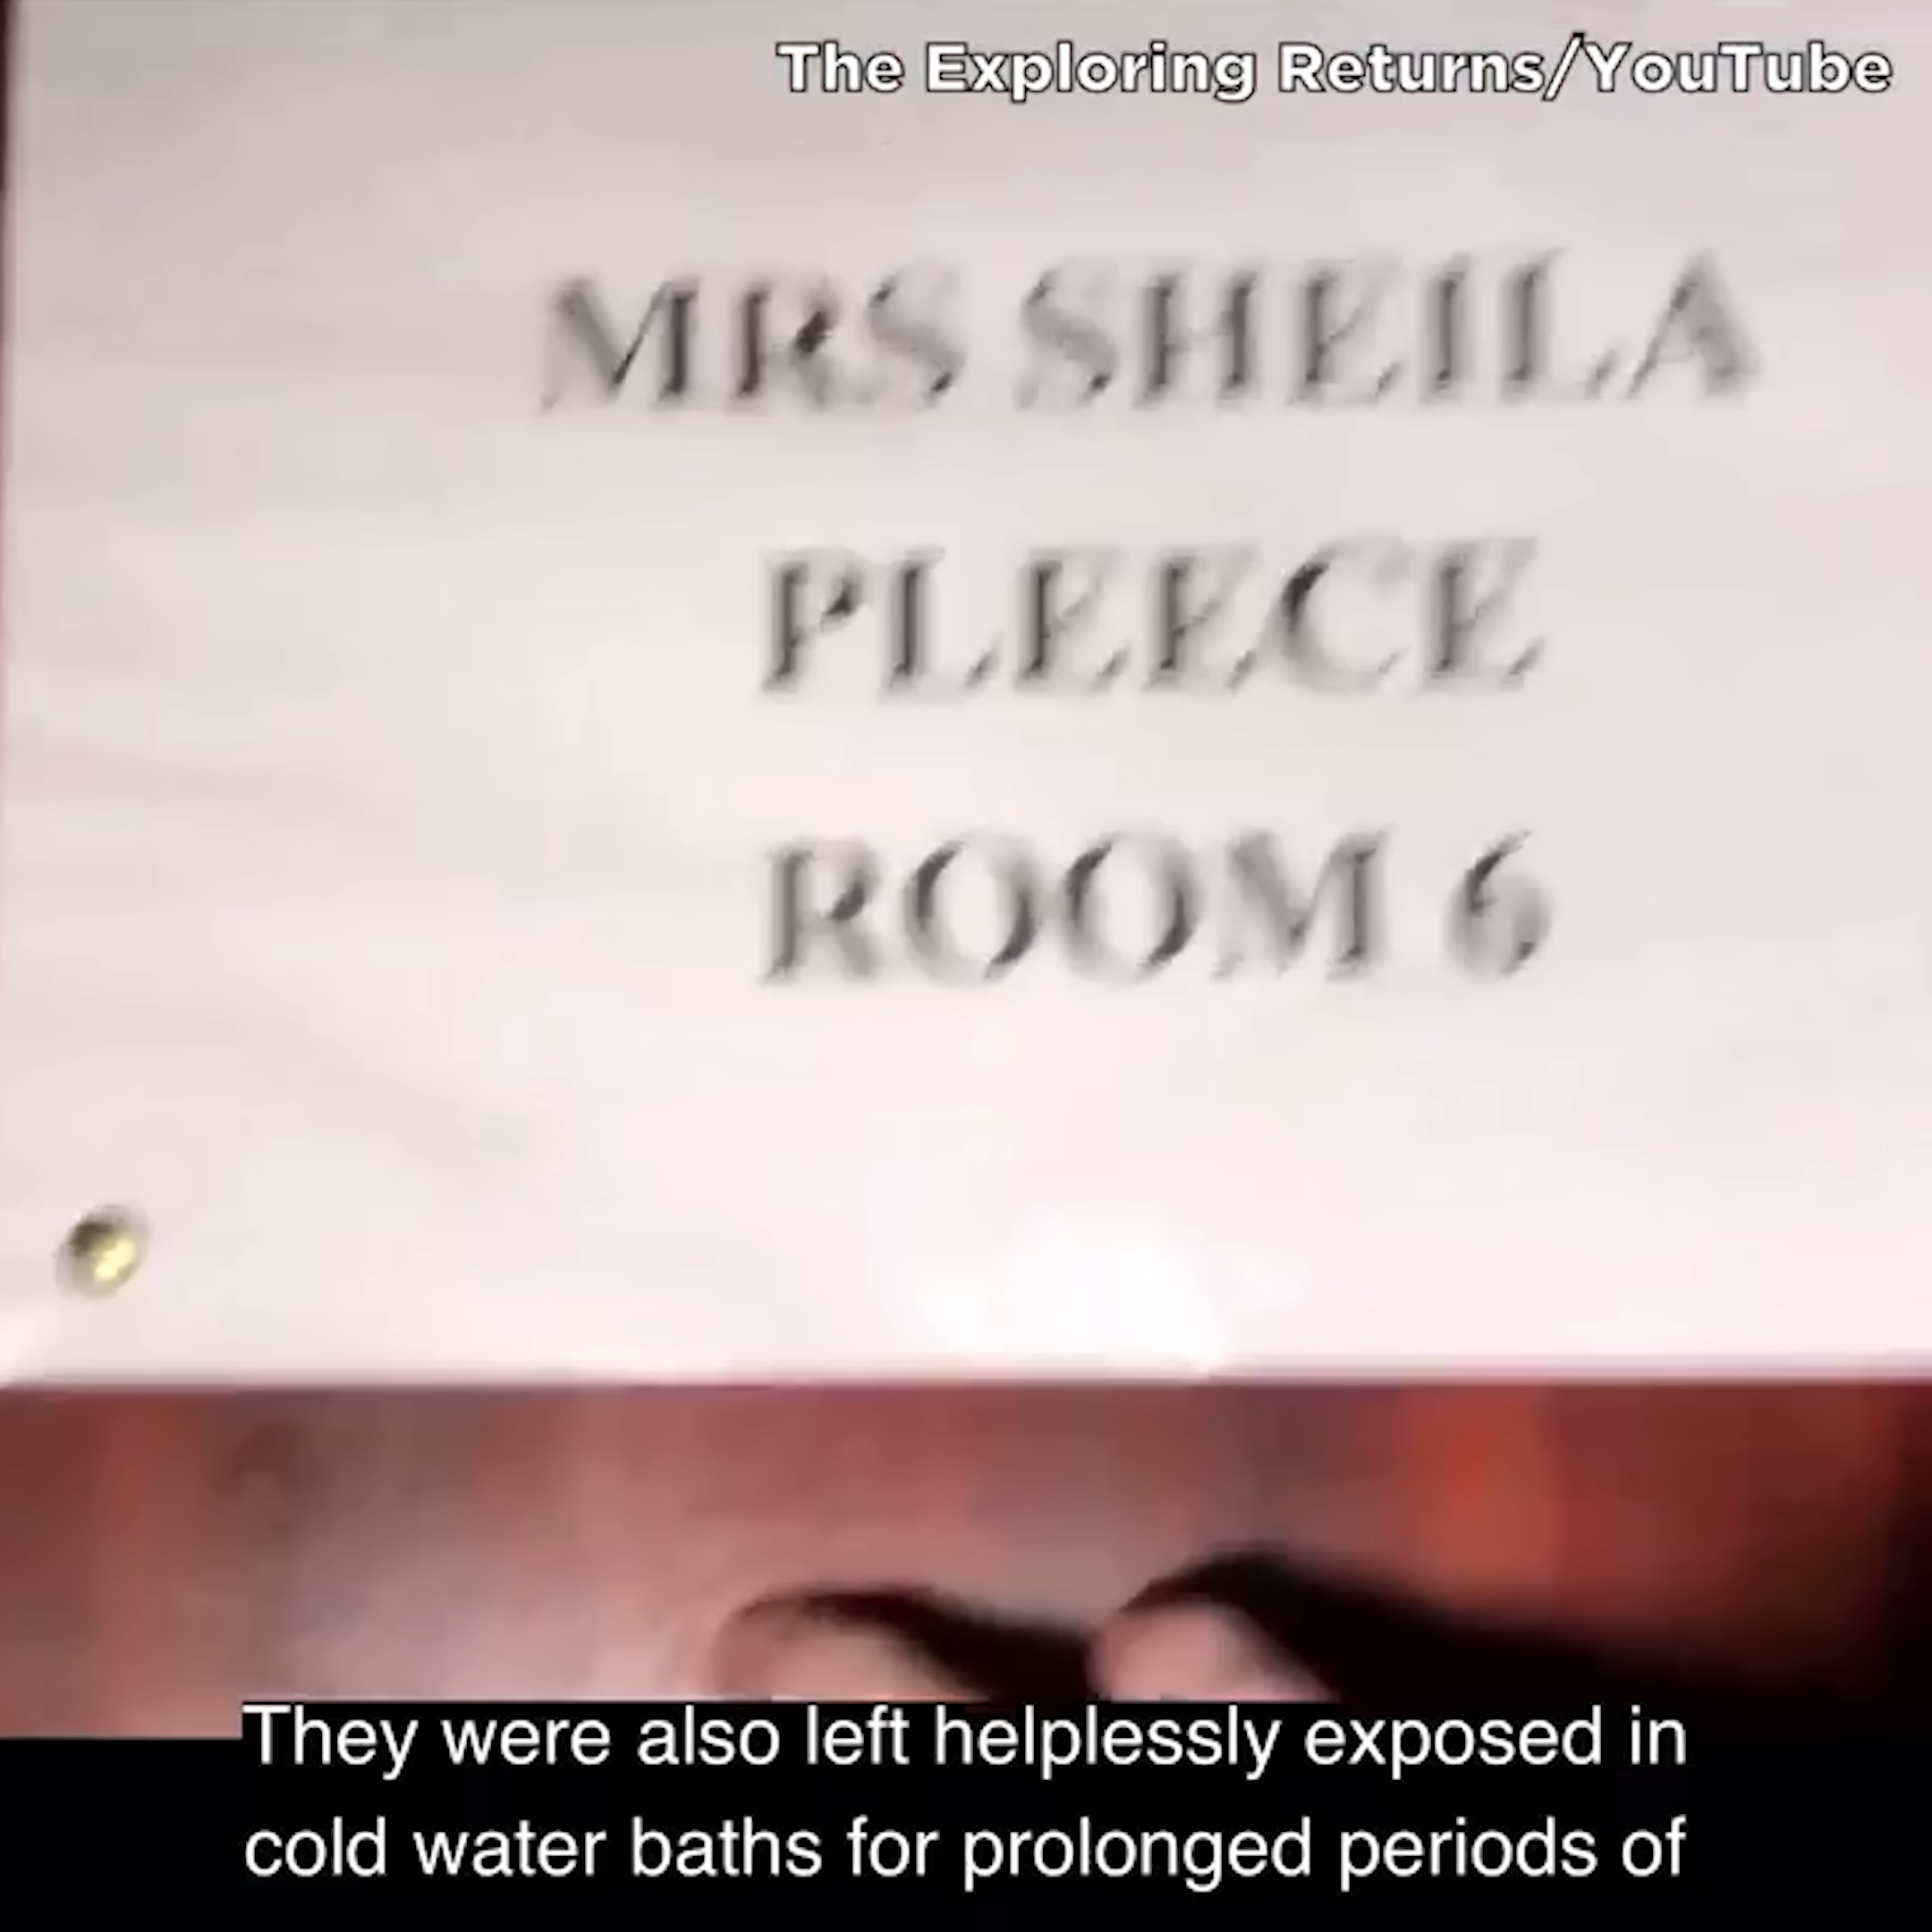 The Exploring Returns/YouTube
MRS SHEILA
PLEECE
ROOM 6
They were also left helplessly exposed in
cold water baths for prolonged periods of